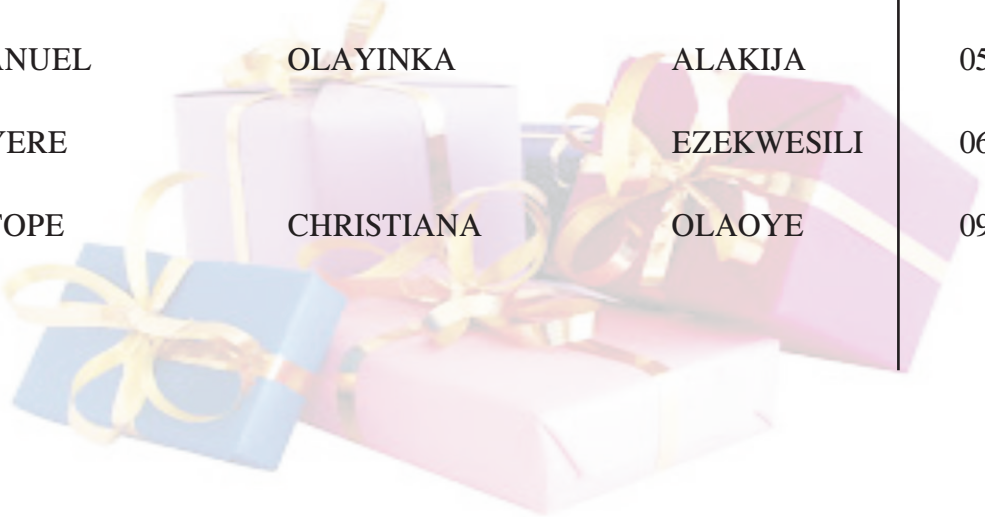 ANUEL OLAYINKA ALAKIJA 05
YERE EZEKWESILI 06
TOPE CHRISTIANA OLAOYE 09